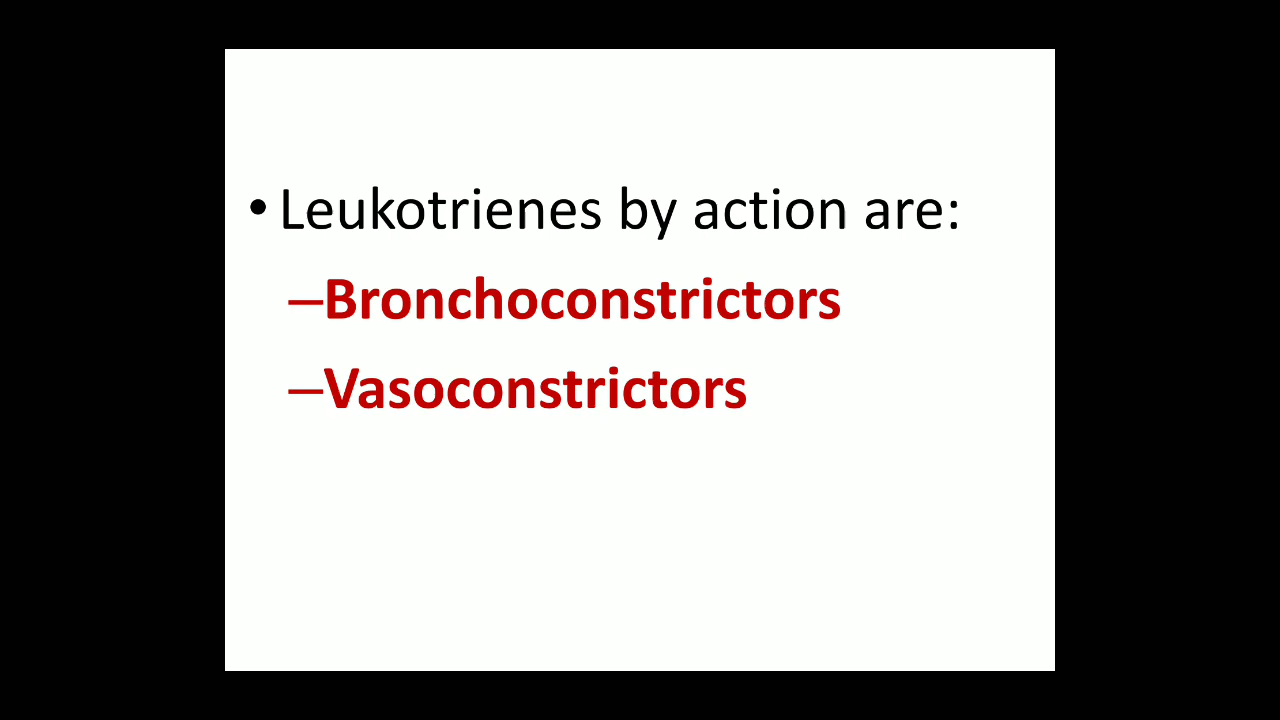 • Leukotrienes by action are:
–Bronchoconstrictors
–Vasoconstrictors